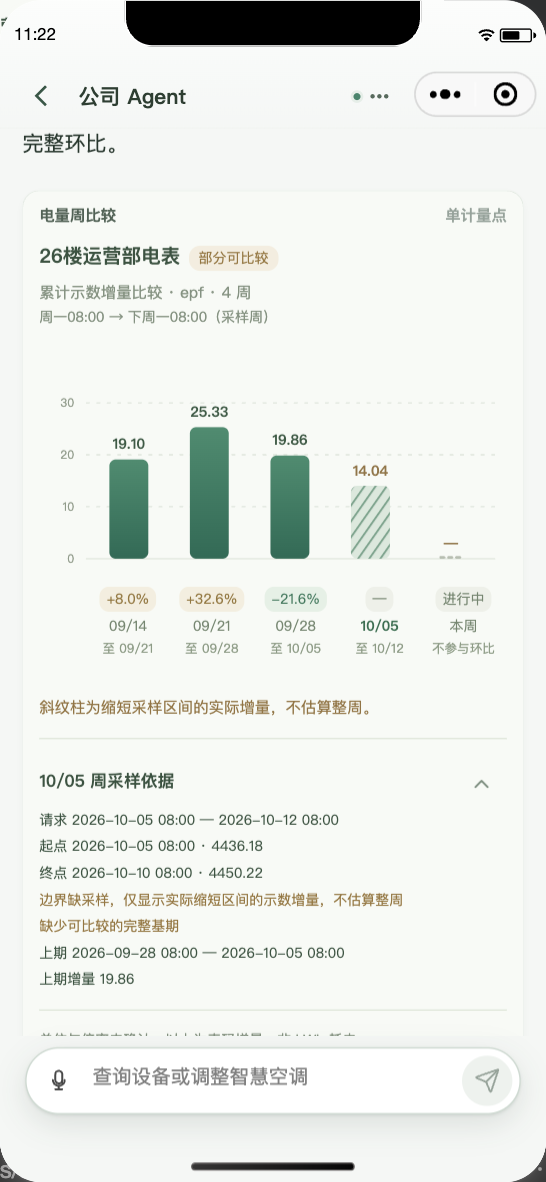 11:22
公司 Agent
完整环比。
电量周比较
单计量点
26楼运营部电表 部分可比较
累计示数增量比较 · epf · 4 周
周一08:00 → 下周一08:00（采样周）
30
20
10
0
19.10
25.33
19.86
14.04
—
+8.0% +32.6% −21.6% — 进行中
09/14 09/21 09/28 10/05 本周
至 09/21 至 09/28 至 10/05 至 10/12 不参与环比
斜纹柱为缩短采样区间的实际增量，不估算整周。
10/05 周采样依据
请求 2026-10-05 08:00 — 2026-10-12 08:00
起点 2026-10-05 08:00 · 4436.18
终点 2026-10-10 08:00 · 4450.22
边界缺采样，仅显示实际缩短区间的示数增量，不估算整周
缺少可比较的完整基期
上期 2026-09-28 08:00 — 2026-10-05 08:00
上期增量 19.86
查询设备或调整智慧空调